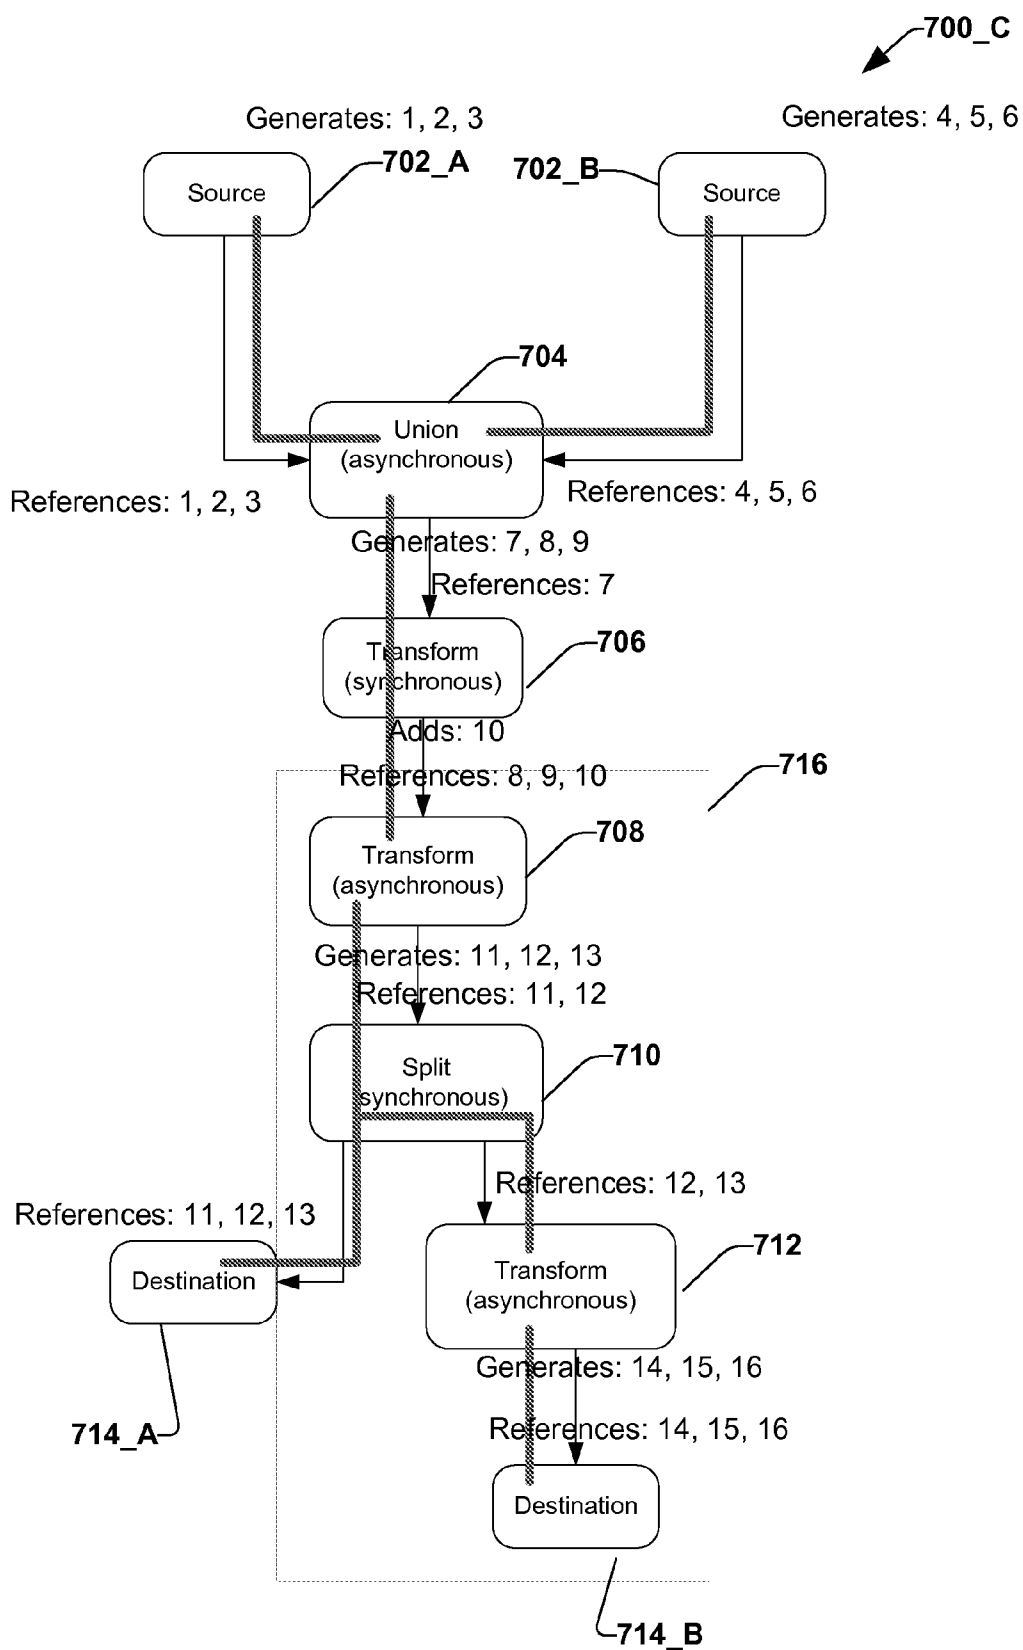 700_C
Generates: 1, 2, 3
Generates: 4, 5, 6
702_A
702_B
Source
Source
704
Union
(asynchronous)
References: 1, 2, 3
References: 4, 5, 6
Generates: 7, 8, 9
References: 7
706
Transform
(synchronous)
Adds: 10
716
References: 8, 9, 10
708
Transform
(asynchronous)
Generates: 11, 12, 13
References: 11, 12
710
Split
(synchronous)
References: 12, 13
References: 11, 12, 13
712
Destination
Transform
(asynchronous)
Generates: 14, 15, 16
714_A
References: 14, 15, 16
Destination
714_B